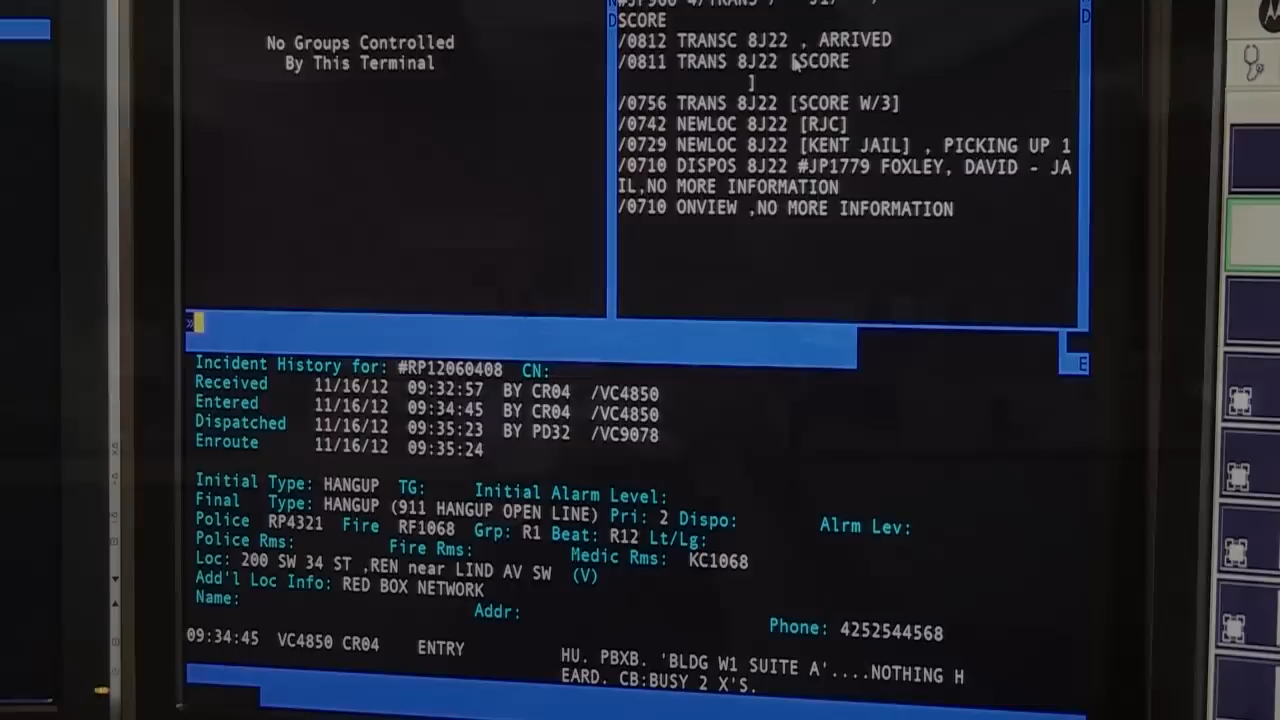 No Groups Controlled
By This Terminal
SCORE
/0812 TRANSC 8J22 , ARRIVED
/0811 TRANS 8J22 [SCORE
]
/0756 TRANS 8J22 [SCORE W/3]
/0742 NEWLOC 8J22 [RJC]
/0729 NEWLOC 8J22 [KENT JAIL] , PICKING UP 1
/0710 DISPOS 8J22 #JP1779 FOXLEY, DAVID - JA
IL,NO MORE INFORMATION
/0710 ONVIEW ,NO MORE INFORMATION
»
E
Incident History for: #RP12060408 CN:
Received 11/16/12 09:32:57 BY CR04 /VC4850
Entered 11/16/12 09:34:45 BY CR04 /VC4850
Dispatched 11/16/12 09:35:23 BY PD32 /VC9078
Enroute 11/16/12 09:35:24
Initial Type: HANGUP TG: Initial Alarm Level:
Final Type: HANGUP (911 HANGUP OPEN LINE) Pri: 2 Dispo: Alrm Lev:
Police RP4321 Fire RF1068 Grp: R1 Beat: R12 Lt/Lg:
Police Rms: Fire Rms: Medic Rms: KC1068
Loc: 200 SW 34 ST ,REN near LIND AV SW (V)
Add'l Loc Info: RED BOX NETWORK
Name: Addr: Phone: 4252544568
09:34:45 VC4850 CR04 ENTRY HU. PBXB. 'BLDG W1 SUITE A'....NOTHING H
EARD. CB:BUSY 2 X'S.